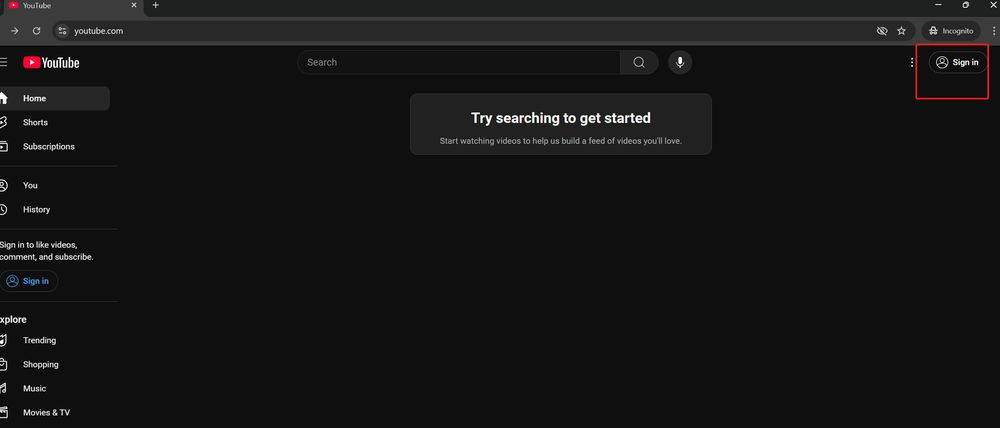 YouTube
youtube.com
Incognito
YouTube
Search
Sign in
Home
Shorts
Subscriptions
You
History
Sign in to like videos,
comment, and subscribe.
Sign in
xplore
Trending
Shopping
Music
Movies & TV
Try searching to get started
Start watching videos to help us build a feed of videos you'll love.